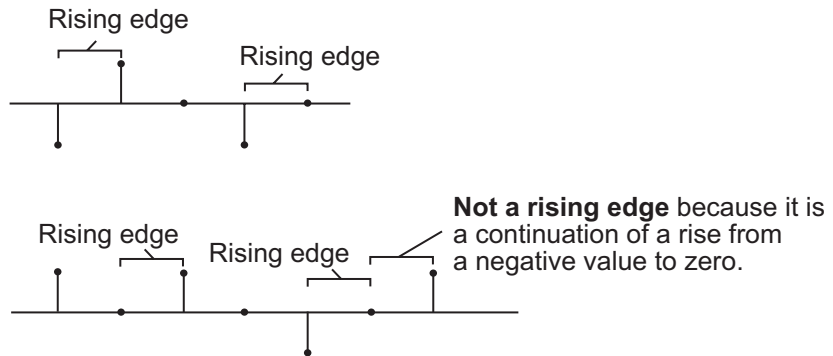 Rising edge
Rising edge
Not a rising edge because it is
a continuation of a rise from
a negative value to zero.
Rising edge
Rising edge